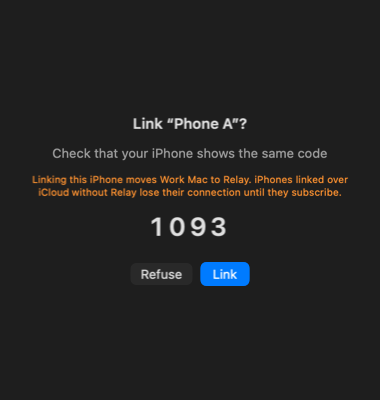 Link “Phone A”?
Check that your iPhone shows the same code
Linking this iPhone moves Work Mac to Relay. iPhones linked over
iCloud without Relay lose their connection until they subscribe.
1093
Refuse
Link